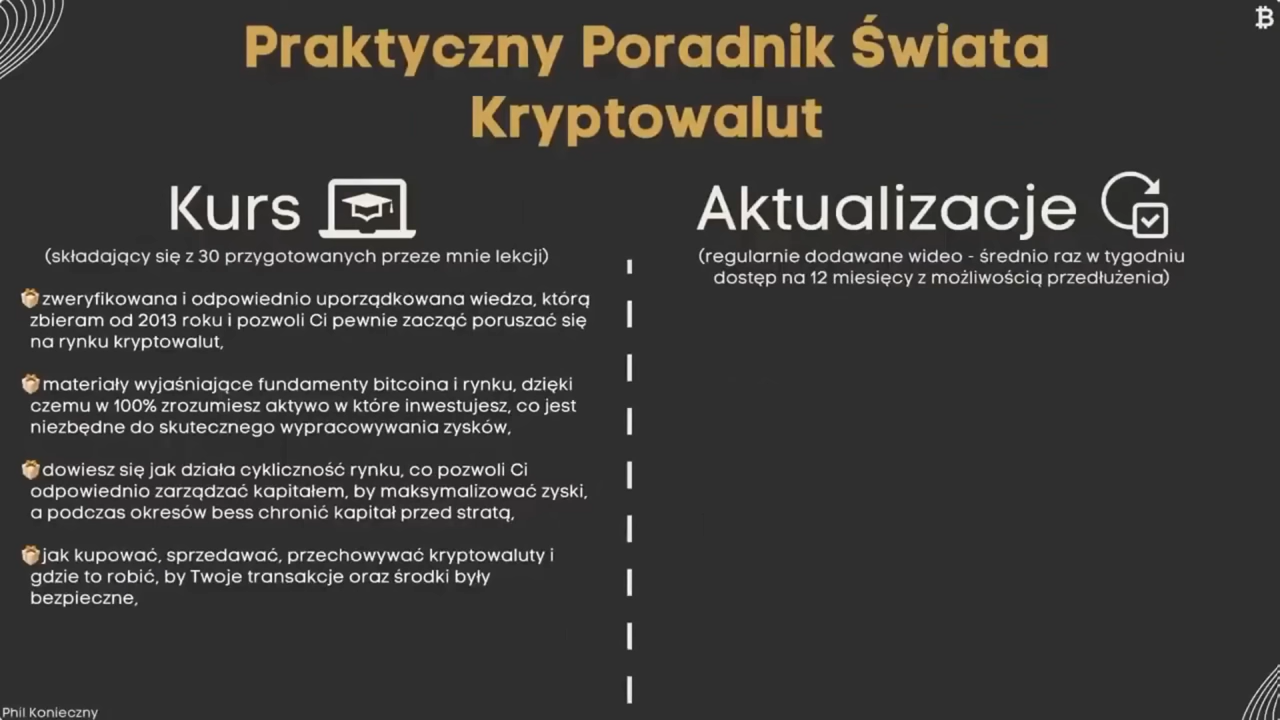 Praktyczny Poradnik Świata
Kryptowalut
Kurs
(składający się z 30 przygotowanych przeze mnie lekcji)
zweryfikowana i odpowiednio uporządkowana wiedza, którą
zbieram od 2013 roku i pozwoli Ci pewnie zacząć poruszać się
na rynku kryptowalut,
materiały wyjaśniające fundamenty bitcoina i rynku, dzięki
czemu w 100% zrozumiesz aktywo w które inwestujesz, co jest
niezbędne do skutecznego wypracowywania zysków,
dowiesz się jak działa cykliczność rynku, co pozwoli Ci
odpowiednio zarządzać kapitałem, by maksymalizować zyski,
a podczas okresów bess chronić kapitał przed stratą,
jak kupować, sprzedawać, przechowywać kryptowaluty i
gdzie to robić, by Twoje transakcje oraz środki były
bezpieczne,
Aktualizacje
(regularnie dodawane wideo - średnio raz w tygodniu
dostęp na 12 miesięcy z możliwością przedłużenia)
Phil Konieczny